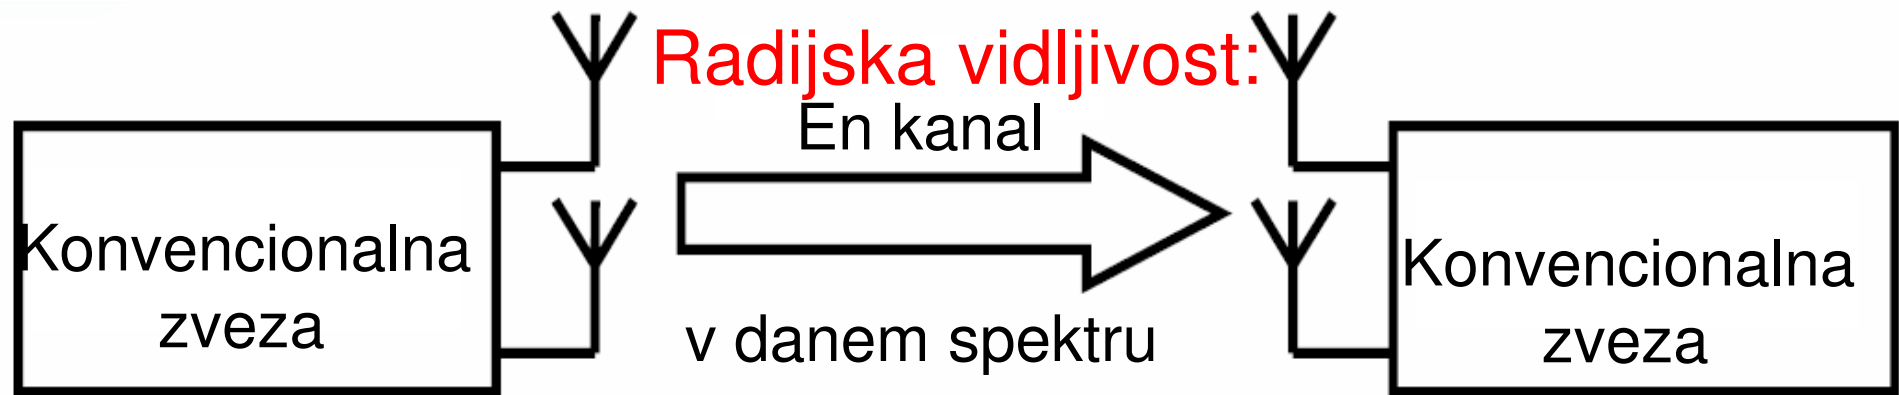 Radijska vidljivost:
En kanal
v danem spektru
Konvencionalna
zveza
Konvencionalna
zveza